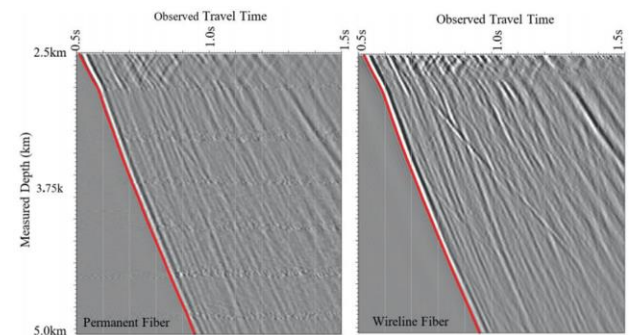 Observed Travel Time
0.5s
1.0s
1.5s
2.5km
3.75k
5.0km
Measured Depth (km)
Permanent Fiber
Observed Travel Time
0.5s
1.0s
1.5s
Wireline Fiber